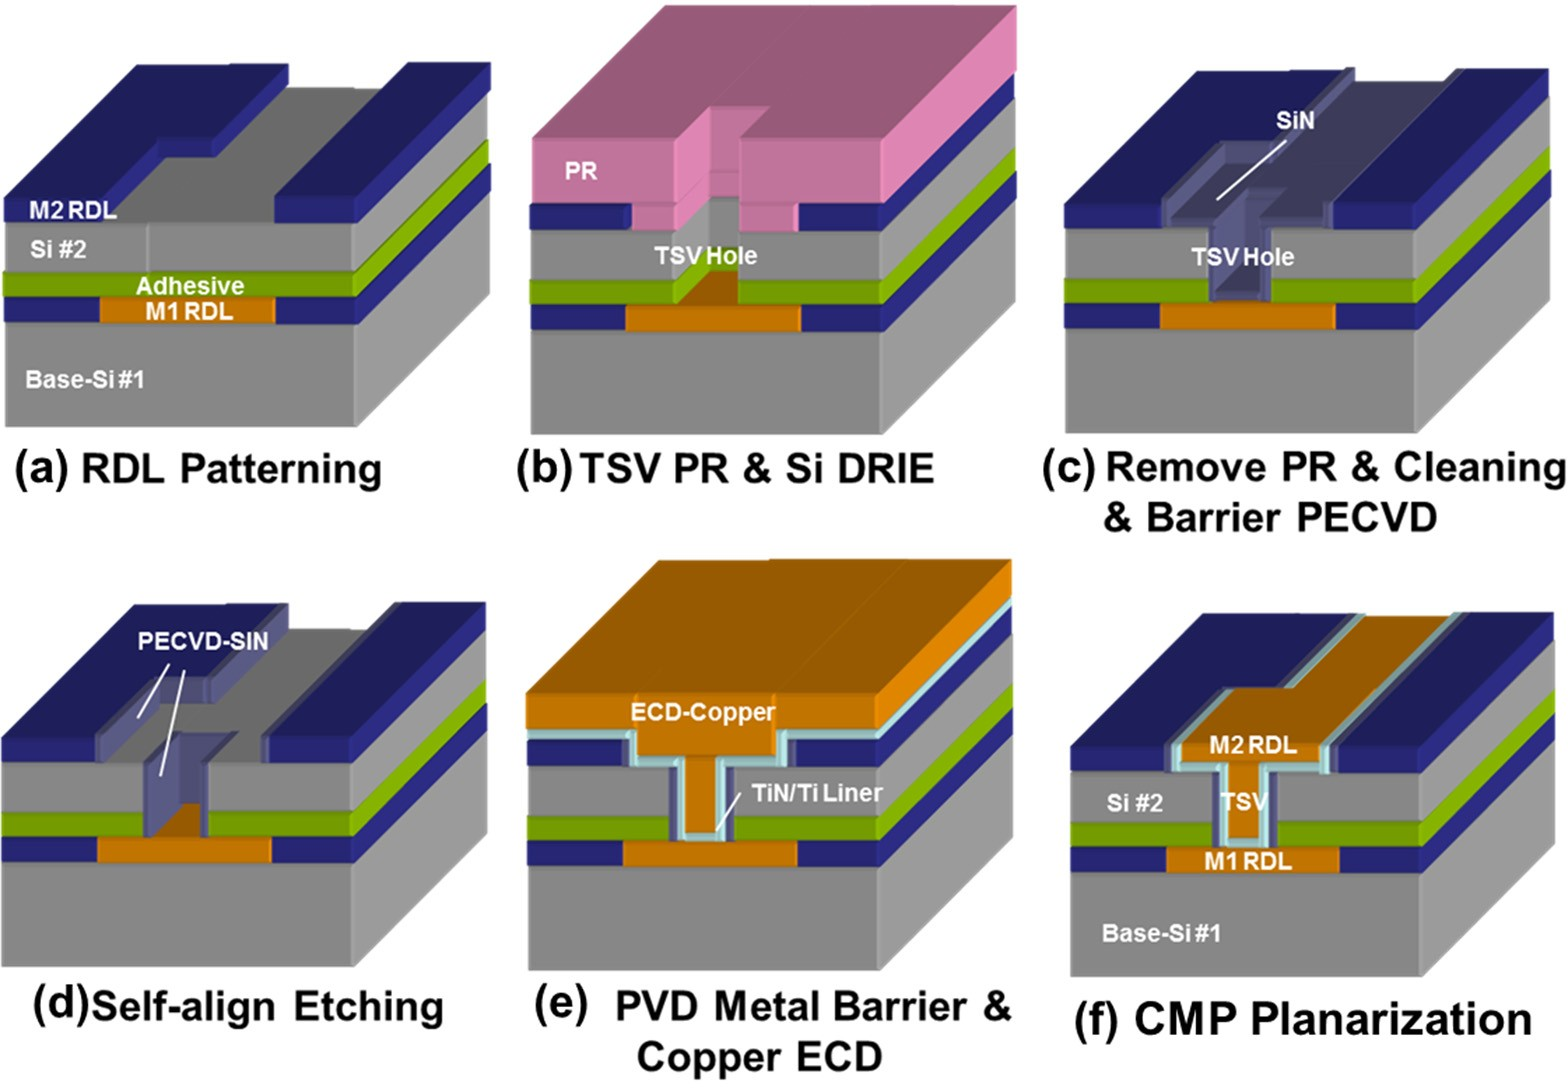 M2 RDL
Si #2
Adhesive
M1 RDL
Base-Si #1
(a) RDL Patterning
PR
TSV Hole
(b) TSV PR & Si DRIE
SiN
TSV Hole
(c) Remove PR & Cleaning
& Barrier PECVD
PECVD-SIN
(d) Self-align Etching
ECD-Copper
TiN/Ti Liner
(e) PVD Metal Barrier &
Copper ECD
M2 RDL
Si #2
TSV
M1 RDL
Base-Si #1
(f) CMP Planarization